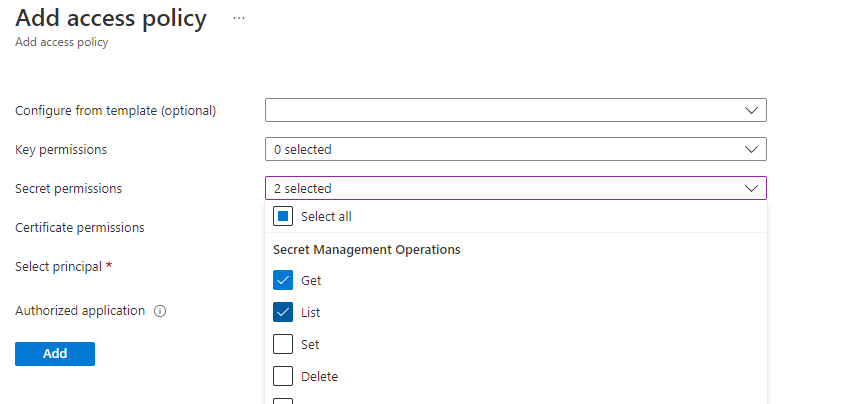 Add access policy ...
Add access policy
Configure from template (optional)
Key permissions 0 selected
Secret permissions 2 selected
Select all
Certificate permissions
Secret Management Operations
Select principal *
Get
Authorized application
List
Set
Add
Delete